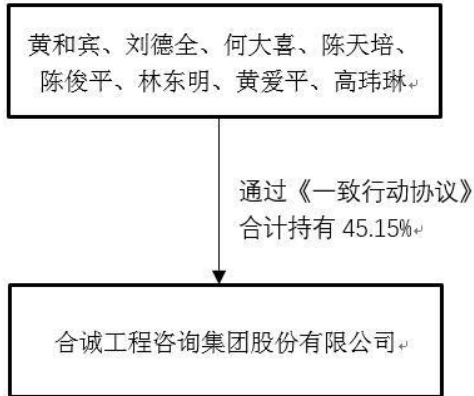 黄和宾、刘德全、何大喜、陈天培、
陈俊平、林东明、黄爱平、高玮琳
通过《一致行动协议》
合计持有 45.15%
合诚工程咨询集团股份有限公司